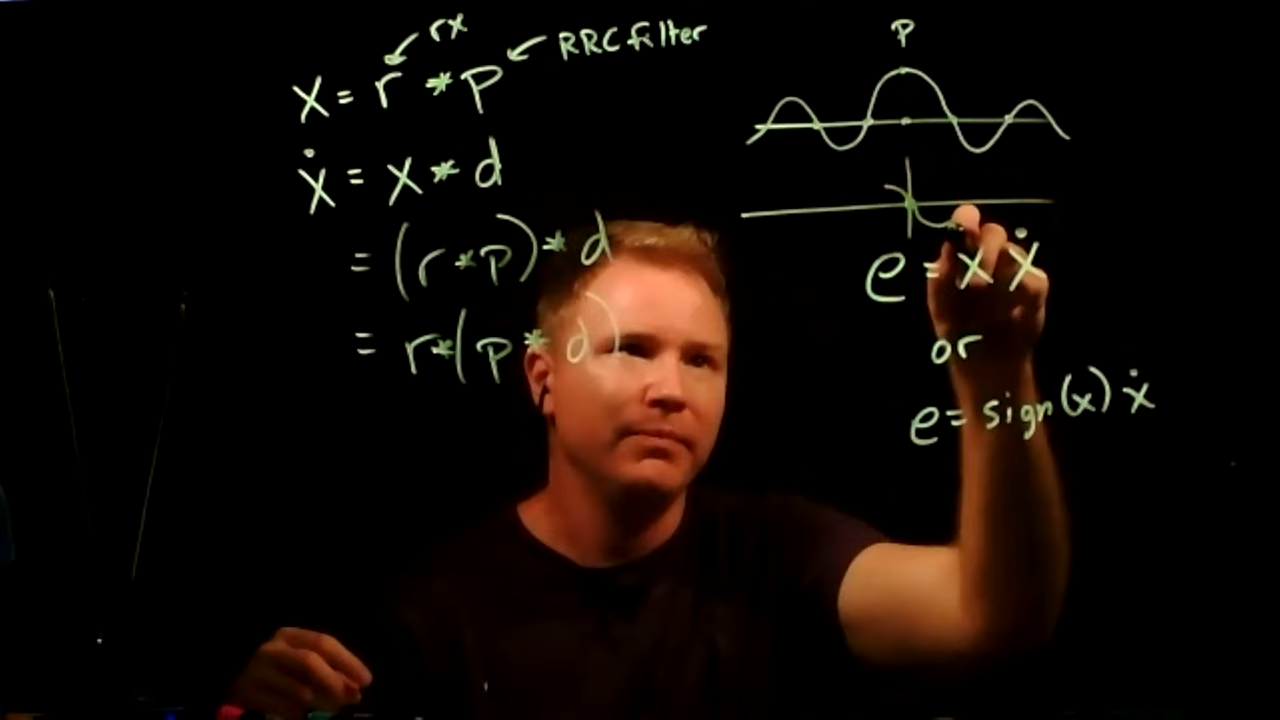 rx
RRC filter
x = r * p
ẋ = x * d
= (r * p) * d
= r * (p * d)
P
e = x ẋ
or
e = sign(x) ẋ